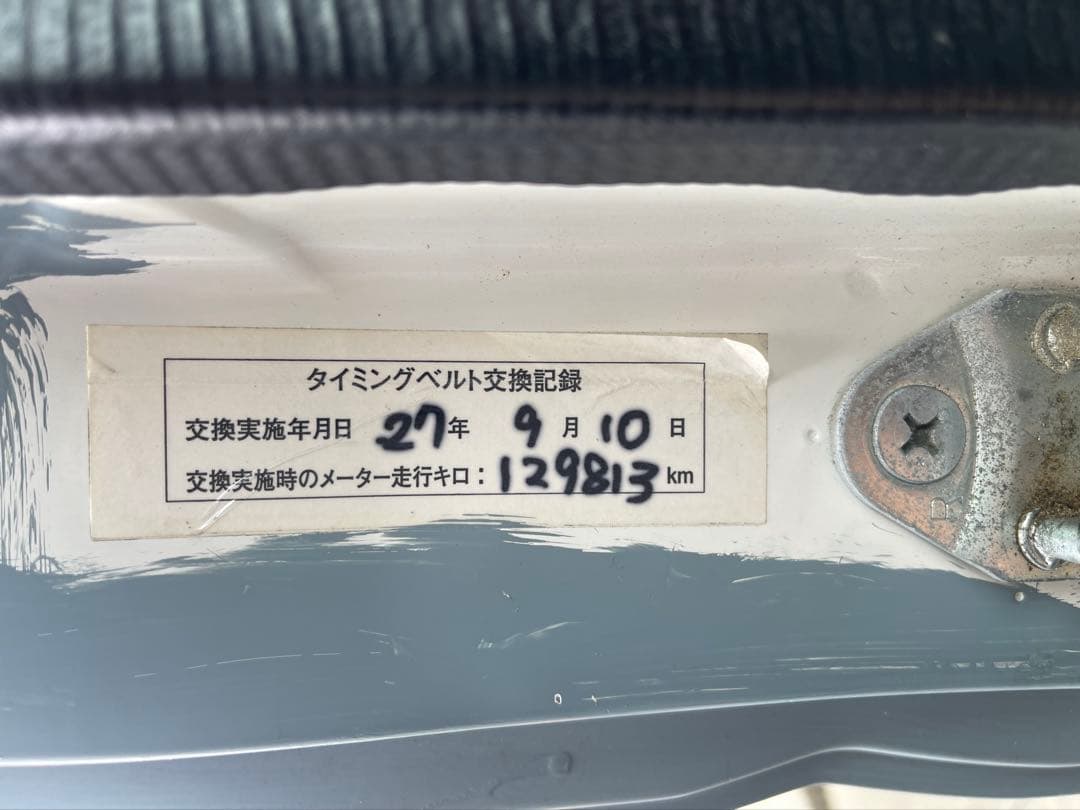 タイミングベルト交換記録
交換実施年月日 27年 9月 10日
交換実施時のメーター走行キロ：129813km
B